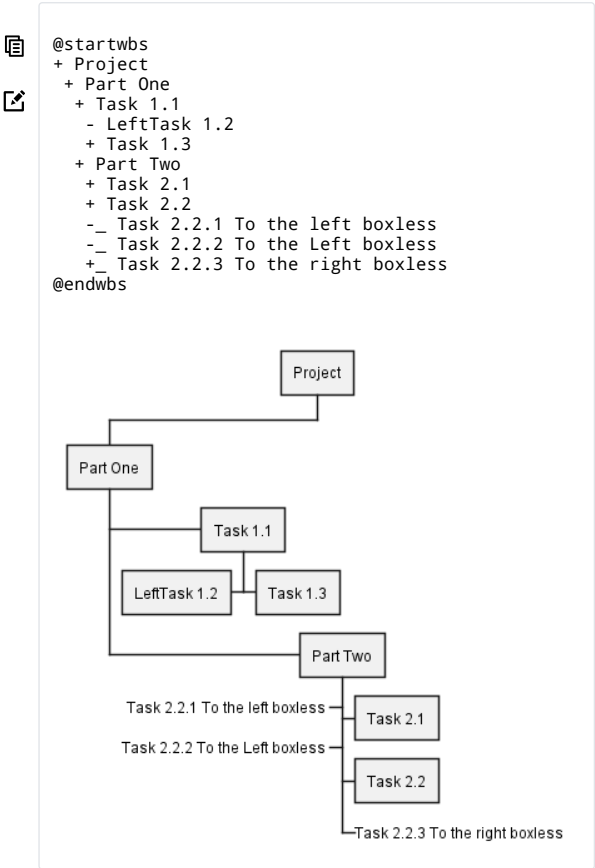 @startwbs
+ Project
 + Part One
  + Task 1.1
   - LeftTask 1.2
   + Task 1.3
  + Part Two
   + Task 2.1
   + Task 2.2
   -_ Task 2.2.1 To the left boxless
   -_ Task 2.2.2 To the Left boxless
   +_ Task 2.2.3 To the right boxless
@endwbs
Project
Part One
Task 1.1
LeftTask 1.2
Task 1.3
Part Two
Task 2.2.1 To the left boxless
Task 2.1
Task 2.2.2 To the Left boxless
Task 2.2
Task 2.2.3 To the right boxless